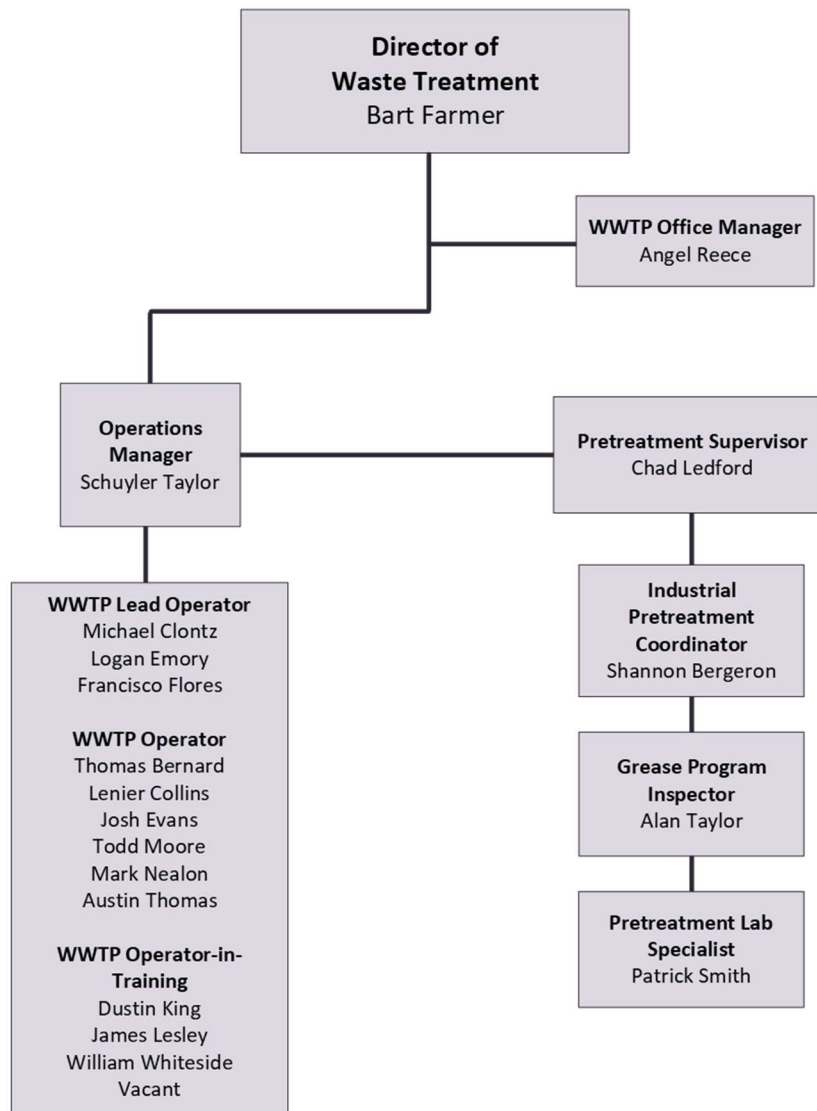 Director of
Waste Treatment
Bart Farmer
WWTP Office Manager
Angel Reece
Operations
Manager
Schuyler Taylor
Pretreatment Supervisor
Chad Ledford
WWTP Lead Operator
Michael Clontz
Logan Emory
Francisco Flores
WWTP Operator
Thomas Bernard
Lenier Collins
Josh Evans
Todd Moore
Mark Nealon
Austin Thomas
WWTP Operator-in-
Training
Dustin King
James Lesley
William Whiteside
Vacant
Industrial
Pretreatment
Coordinator
Shannon Bergeron
Grease Program
Inspector
Alan Taylor
Pretreatment Lab
Specialist
Patrick Smith